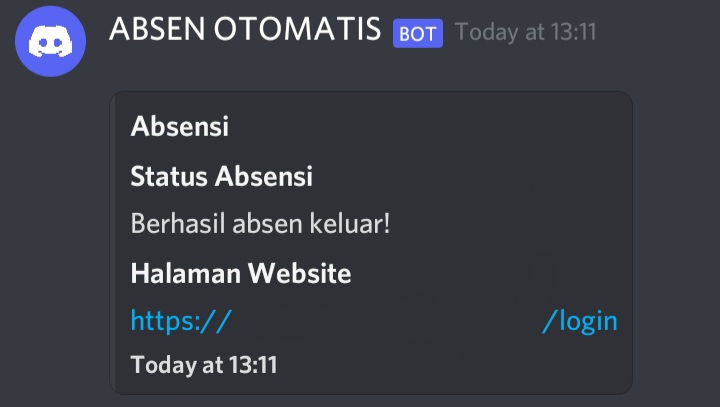 ABSEN OTOMATIS BOT Today at 13:11
Absensi
Status Absensi
Berhasil absen keluar!
Halaman Website
https:// /login
Today at 13:11